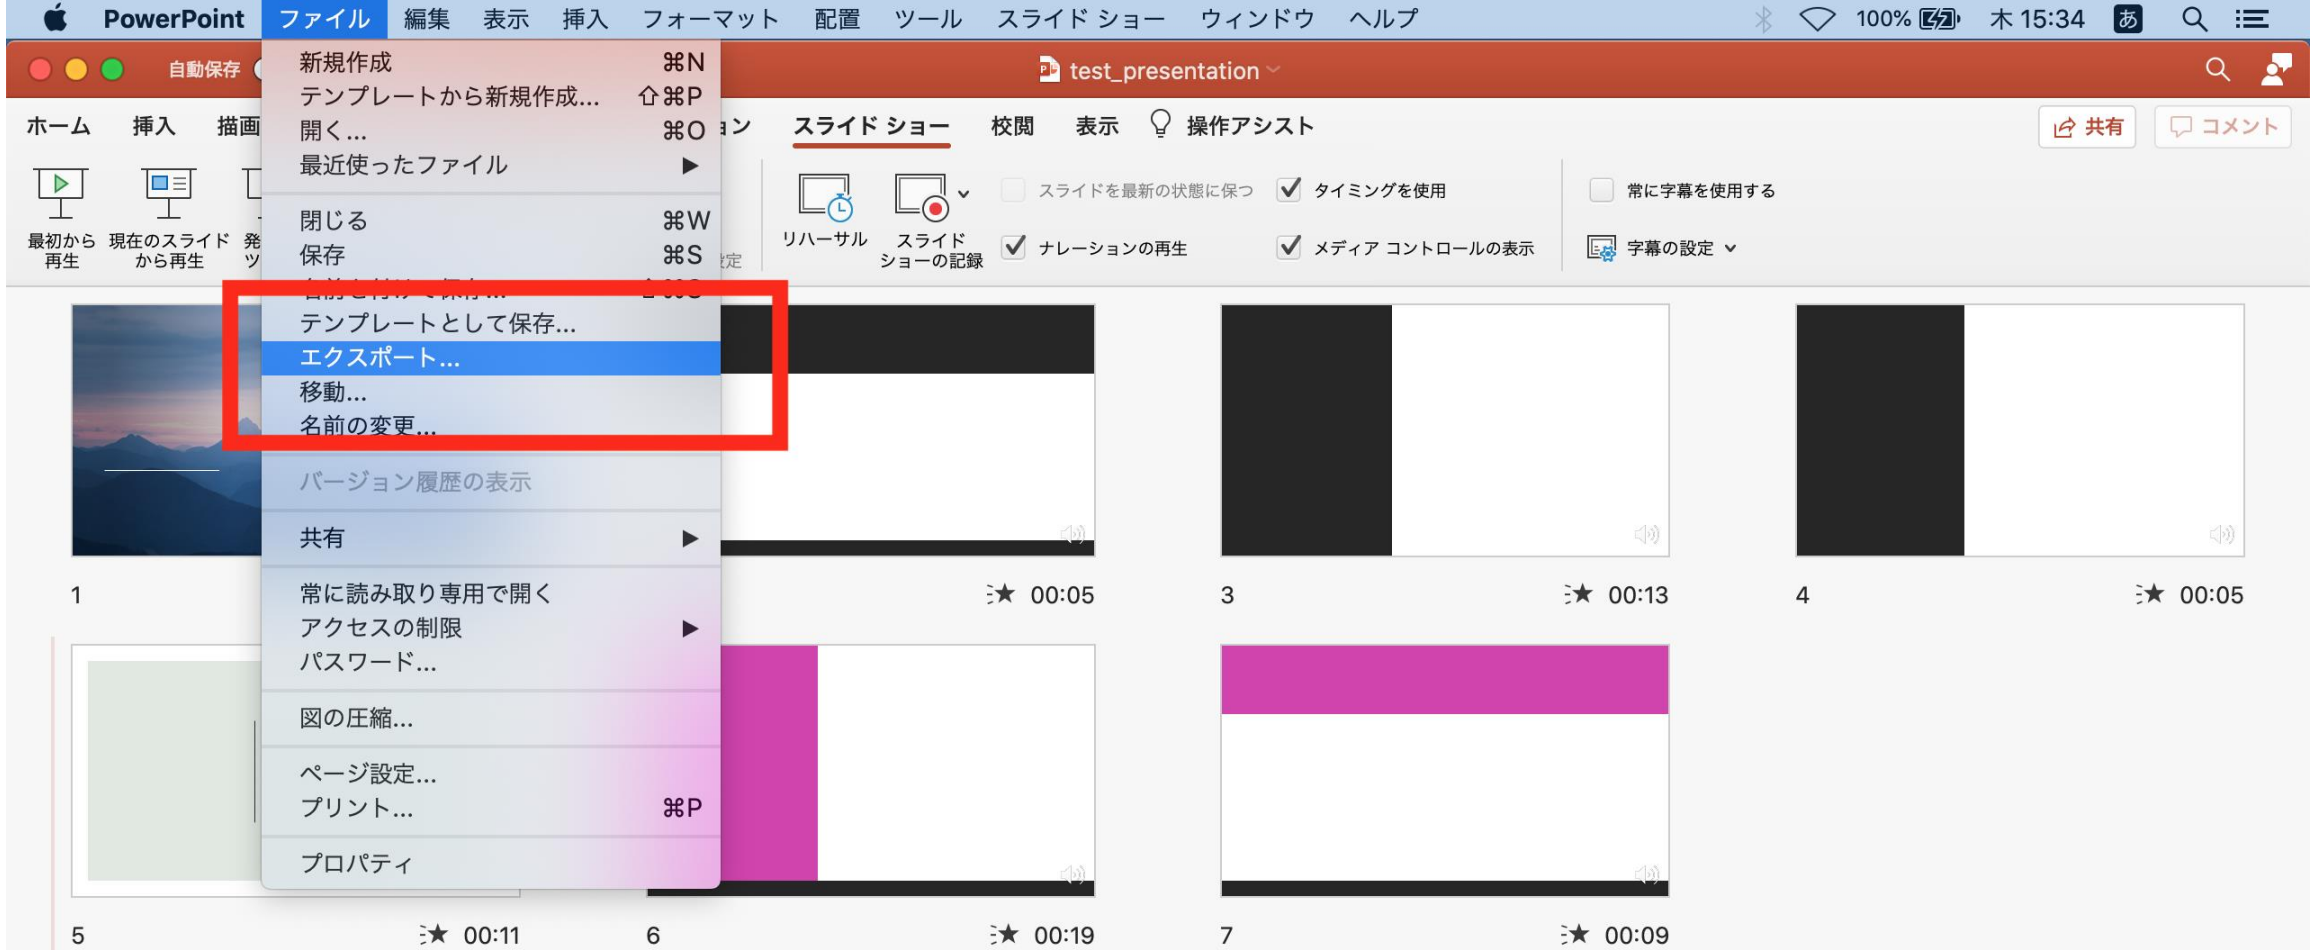 PowerPoint ファイル 編集 表示 挿入 フォーマット 配置 ツール スライド ショー ウィンドウ ヘルプ 100% 木 15:34 あ
自動保存 test_presentation
ホーム 挿入 描画 ョン スライド ショー 校閲 表示 操作アシスト 共有 コメント
最初から
再生
現在のスライド
から再生
リハーサル
スライド
ショーの記録
スライドを最新の状態に保つ
タイミングを使用
常に字幕を使用する
ナレーションの再生
メディア コントロールの表示
字幕の設定
新規作成 ⌘N
テンプレートから新規作成... ⇧⌘P
開く... ⌘O
最近使ったファイル ▶
閉じる ⌘W
保存 ⌘S
名前を付けて保存... ⇧⌘S
テンプレートとして保存...
エクスポート...
移動...
名前の変更...
バージョン履歴の表示
共有 ▶
常に読み取り専用で開く
アクセスの制限 ▶
パスワード...
図の圧縮...
ページ設定...
プリント... ⌘P
プロパティ
1
00:05
3 00:13
4 00:05
5 00:11
6 00:19
7 00:09